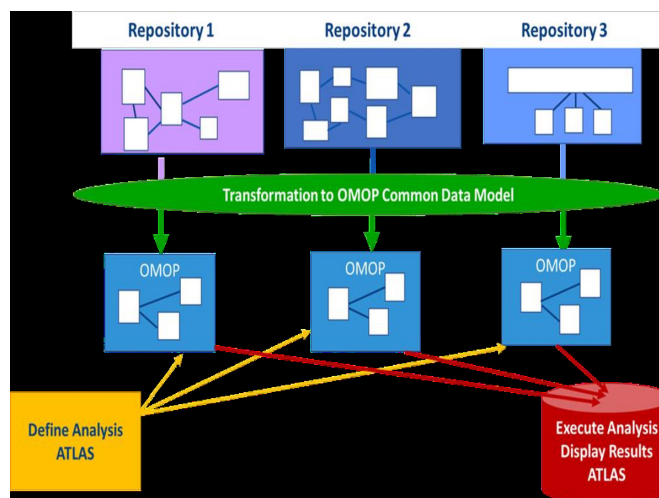 Repository 1
Repository 2
Repository 3
Transformation to OMOP Common Data Model
OMOP
OMOP
OMOP
Define Analysis
ATLAS
Execute Analysis
Display Results
ATLAS